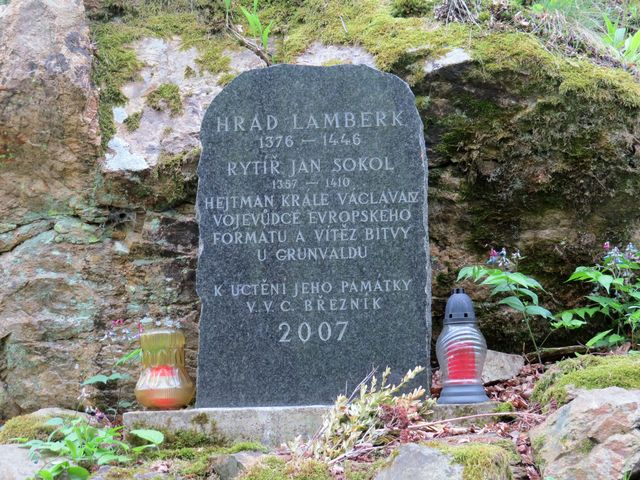 HRAD LAMBERK
1376 — 1446
RYTÍŘ JAN SOKOL
1357 — 1410
HEJTMAN KRÁLE VÁCLAVA IV
VOJEVŮDCE EVROPSKÉHO
FORMÁTU A VÍTĚZ BITVY
U GRUNVALDU
K UCTĚNÍ JEHO PAMÁTKY
V.V.C. BŘEZNÍK
2007